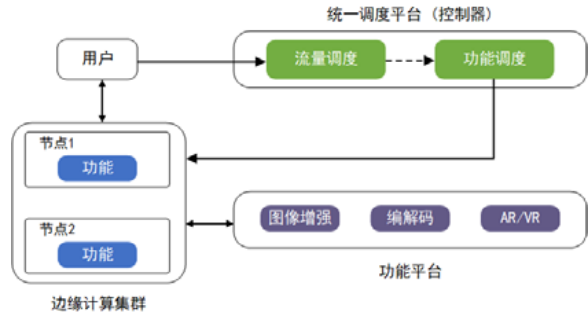 统一调度平台（控制器）
用户
流量调度
功能调度
节点1
功能
节点2
功能
图像增强
编解码
AR/VR
功能平台
边缘计算集群